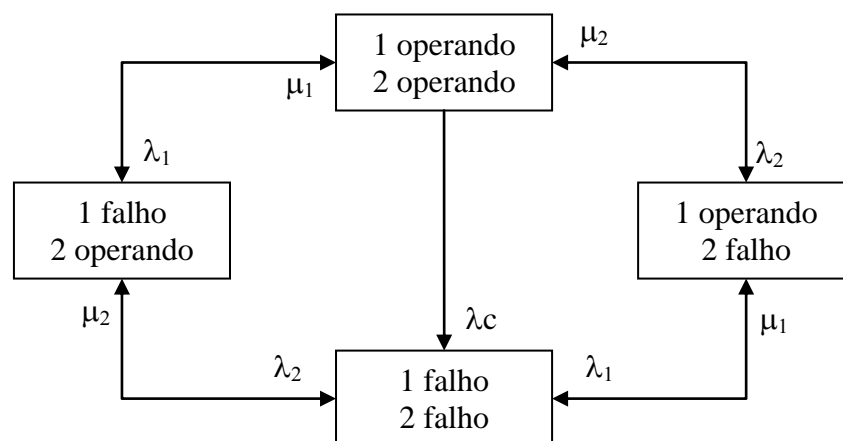 1 operando
2 operando
μ₂
μ₁
λ₁
λ₂
1 falho
2 operando
1 operando
2 falho
μ₂
λc
μ₁
λ₂
λ₁
1 falho
2 falho